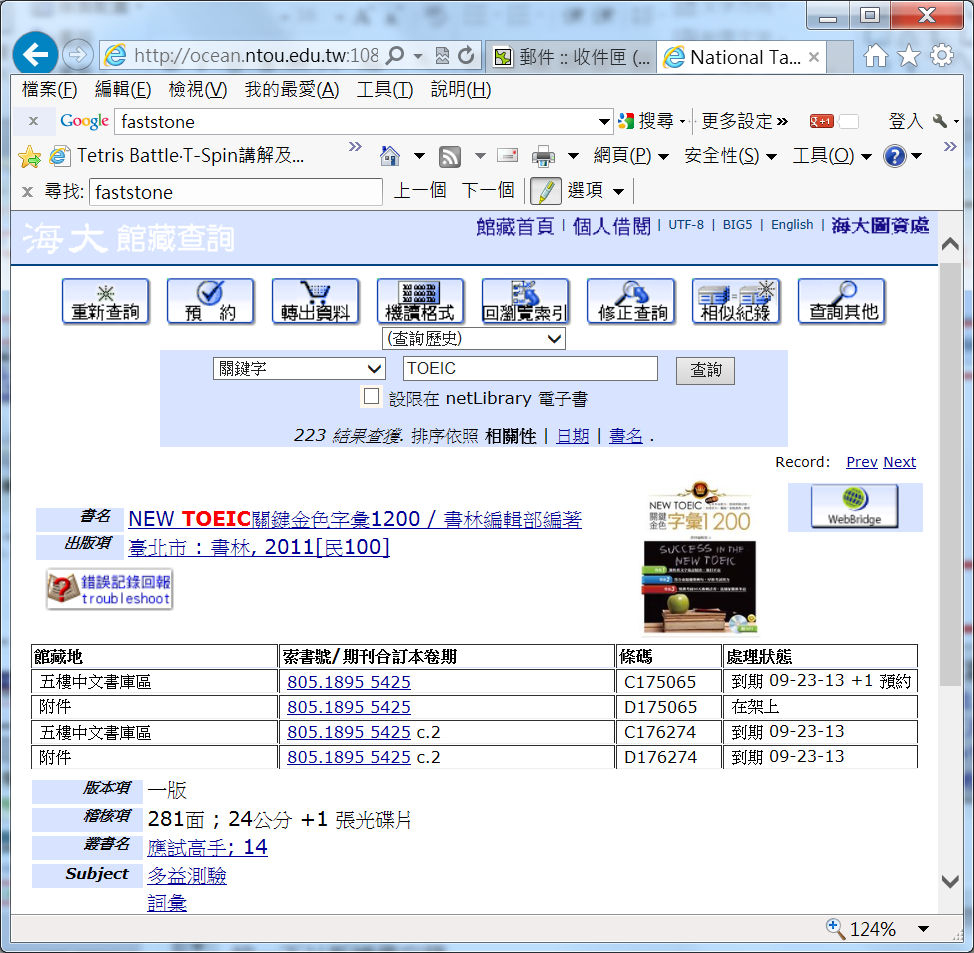 http://ocean.ntou.edu.tw:108
郵件 :: 收件匣 (...
National Ta...
檔案(F) 編輯(E) 檢視(V) 我的最愛(A) 工具(T) 說明(H)
x Google faststone 搜尋 更多設定 » +1 登入
Tetris Battle‧T-Spin講解及... » 網頁(P) 安全性(S) 工具(O) »
x 尋找: faststone 上一個 下一個 選項
海大 館藏查詢
館藏首頁 | 個人借閱 | UTF-8 | BIG5 | English | 海大圖資處
重新查詢 預 約 轉出資料 機讀格式 回瀏覽索引 修正查詢 相似紀錄 查詢其他
(查詢歷史)
關鍵字 TOEIC 查詢
設限在 netLibrary 電子書
223 結果查獲. 排序依照 相關性 | 日期 | 書名 .
Record: Prev Next
WebBridge
書名 NEW TOEIC關鍵金色字彙1200 / 書林編輯部編著
出版項 臺北市 : 書林, 2011[民100]
錯誤記錄回報
troubleshoot
NEW TOEIC
關鍵金色字彙1200
SUCCESS IN THE
NEW TOEIC
館藏地 索書號/期刊合訂本卷期 條碼 處理狀態
五樓中文書庫區 805.1895 5425 C175065 到期 09-23-13 +1 預約
附件 805.1895 5425 D175065 在架上
五樓中文書庫區 805.1895 5425 c.2 C176274 到期 09-23-13
附件 805.1895 5425 c.2 D176274 到期 09-23-13
版本項 一版
稽核項 281面 ; 24公分 +1 張光碟片
叢書名 應試高手; 14
Subject 多益測驗
詞彙
124%